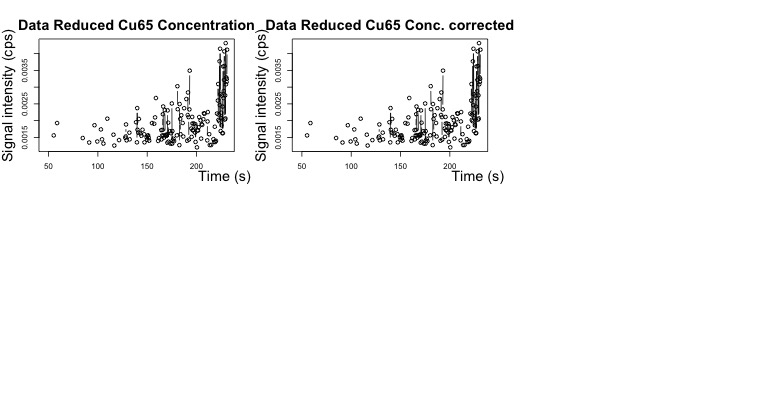 Data Reduced Cu65 Concentration
Signal intensity (cps)
0.0015 0.0025 0.0035
50 100 150 200
Time (s)
Data Reduced Cu65 Conc. corrected
Signal intensity (cps)
0.0015 0.0025 0.0035
50 100 150 200
Time (s)